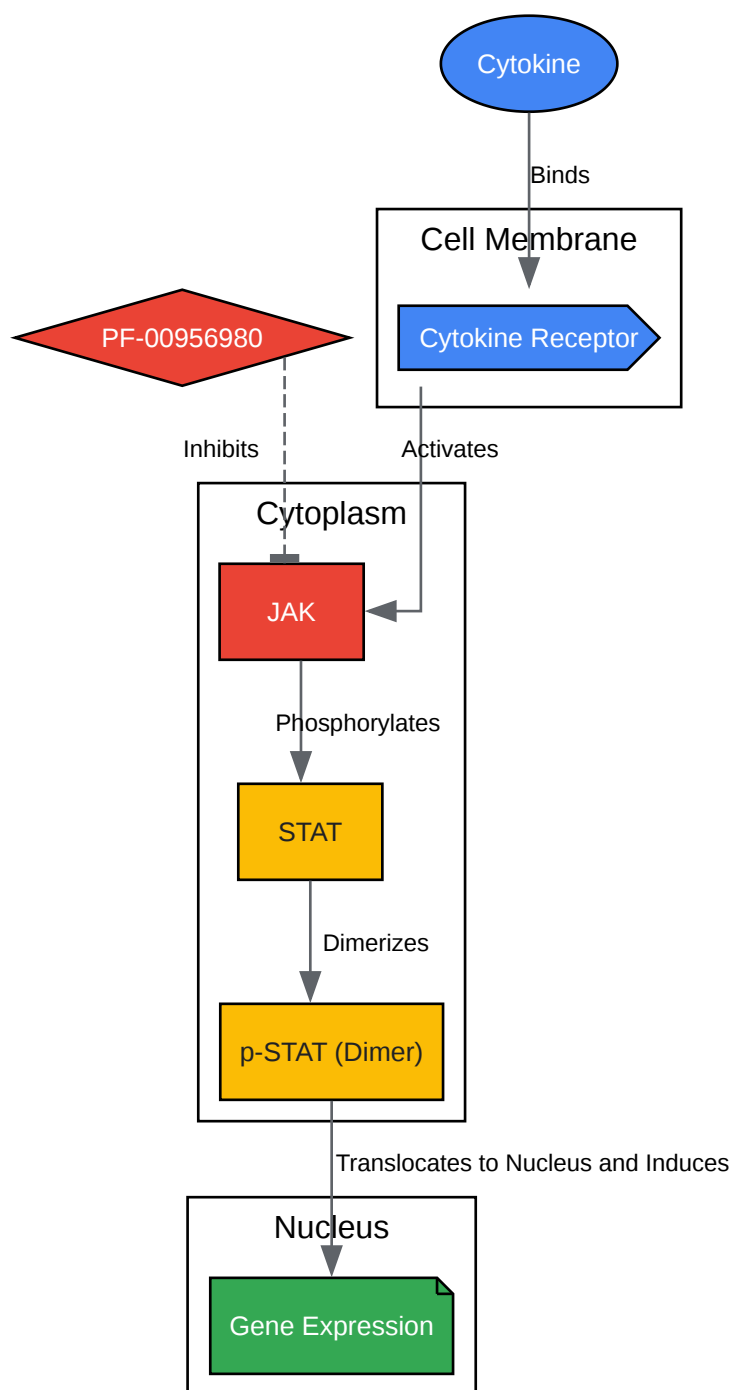 Cytokine
Binds
Cell Membrane
Cytokine Receptor
PF-00956980
Inhibits
Activates
Cytoplasm
JAK
Phosphorylates
STAT
Dimerizes
p-STAT (Dimer)
Translocates to Nucleus and Induces
Nucleus
Gene Expression